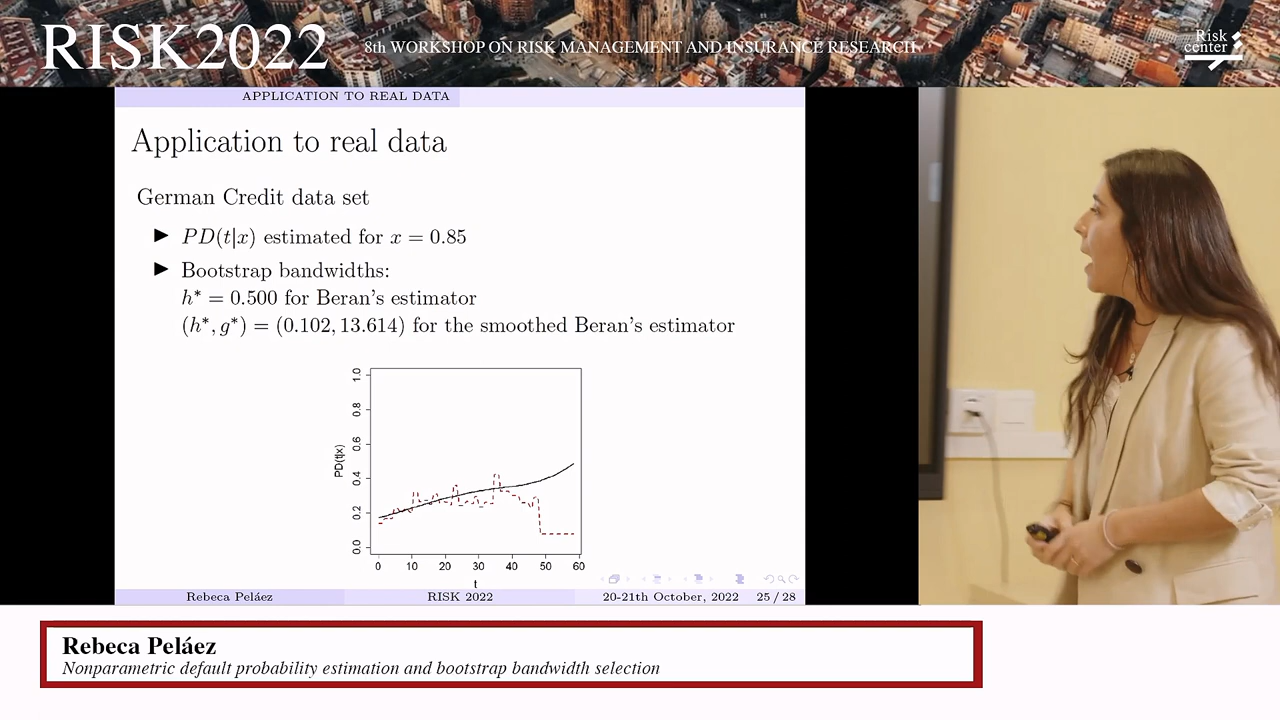 RISK2022
8th WORKSHOP ON RISK MANAGEMENT AND INSURANCE RESEARCH
Risk
center
APPLICATION TO REAL DATA
Application to real data
German Credit data set
▶ PD(t|x) estimated for x = 0.85
▶ Bootstrap bandwidths:
h* = 0.500 for Beran's estimator
(h*, g*) = (0.102, 13.614) for the smoothed Beran's estimator
1.0
0.8
0.6
0.4
0.2
0.0
PD(t|x)
0 10 20 30 40 50 60
t
Rebeca Peláez RISK 2022 20-21th October, 2022 25 / 28
Rebeca Peláez
Nonparametric default probability estimation and bootstrap bandwidth selection